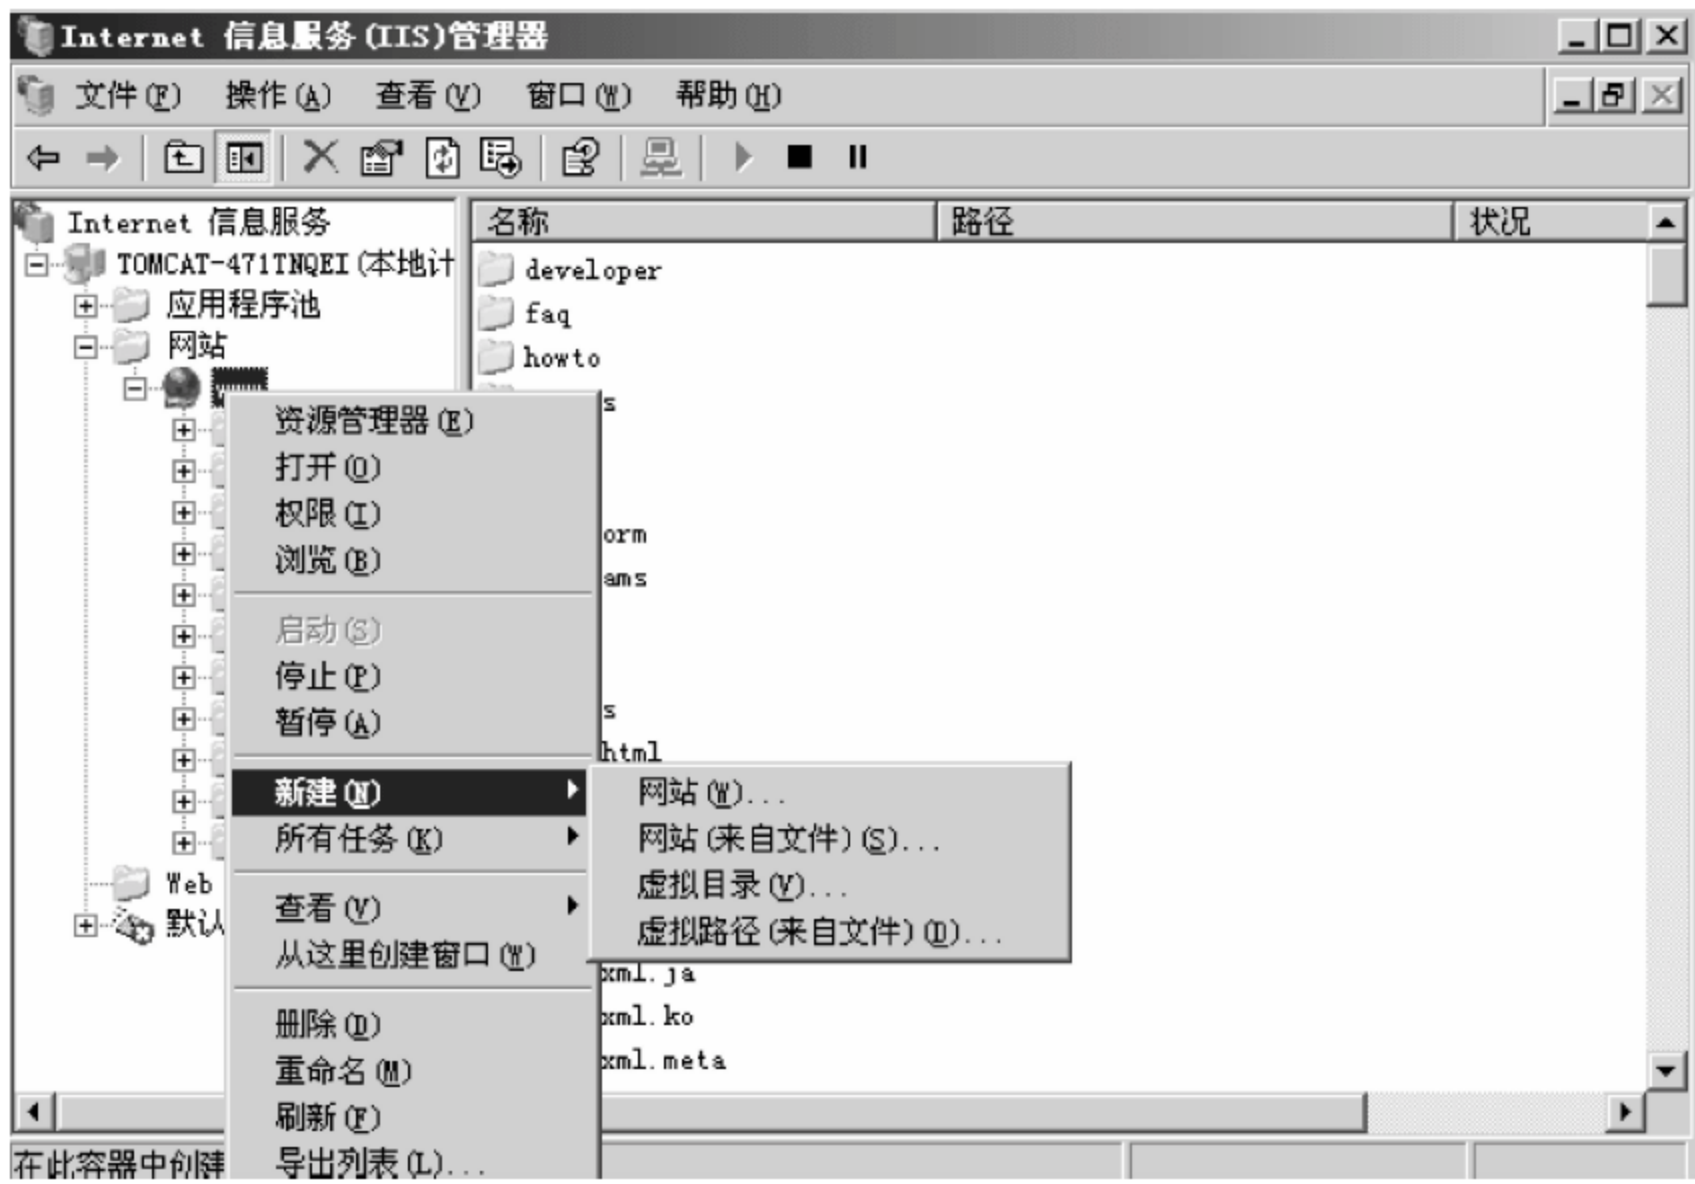 Internet 信息服务(IIS)管理器
文件(F) 操作(A) 查看(V) 窗口(W) 帮助(H)
Internet 信息服务
TOMCAT-471TNQEI(本地计
应用程序池
网站
Web
默认
名称 路径 状况
developer
faq
howto
s
orm
ams
s
html
xml.ja
xml.ko
xml.meta
资源管理器(E)
打开(O)
权限(I)
浏览(B)
启动(S)
停止(P)
暂停(A)
新建(N)
所有任务(K)
查看(V)
从这里创建窗口(W)
删除(D)
重命名(M)
刷新(F)
导出列表(L)...
网站(W)...
网站(来自文件)(S)...
虚拟目录(V)...
虚拟路径(来自文件)(D)...
在此容器中创建